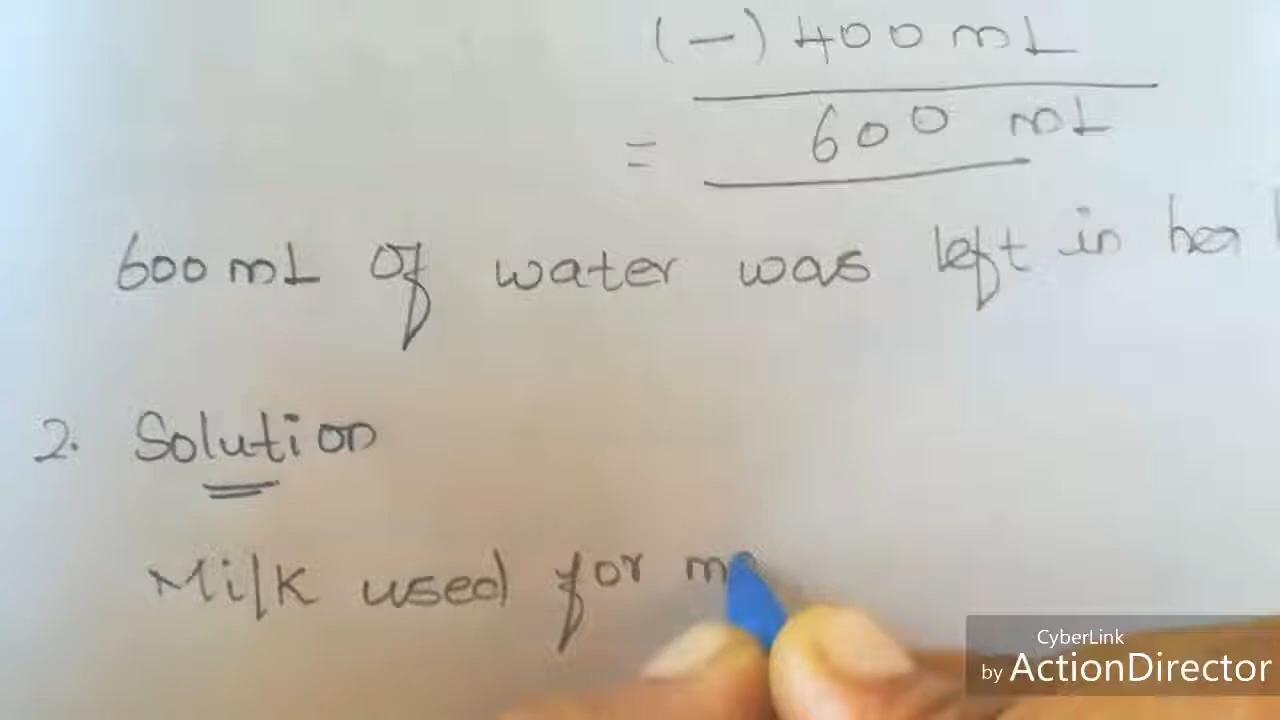 (-) 400 mL
= 600 mL
600 mL of water was left in her
2. Solution
Milk used for
CyberLink
by ActionDirector